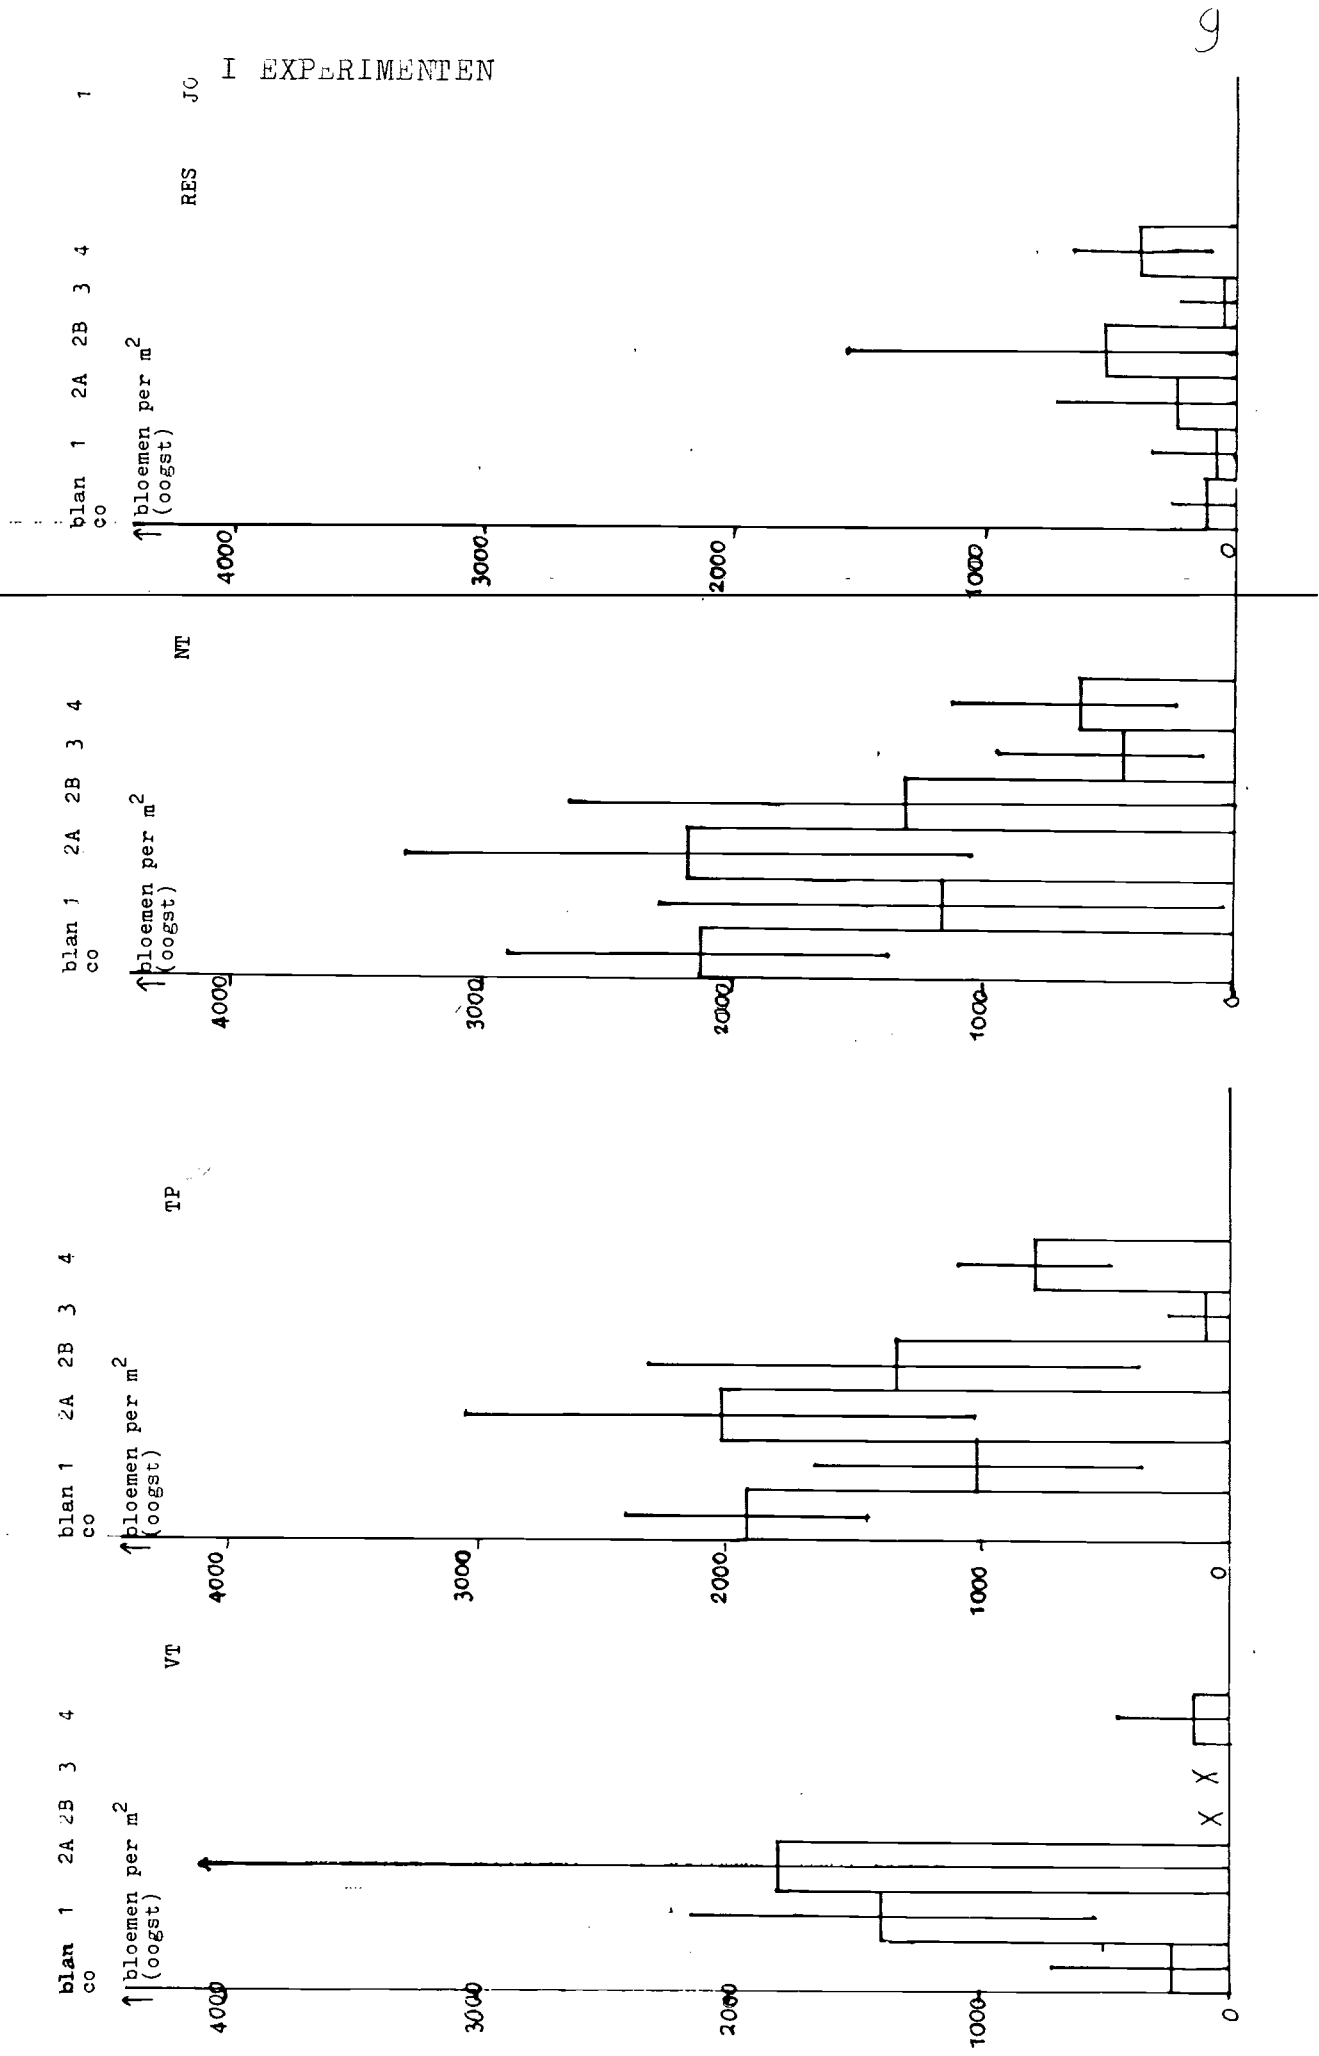 9
I EXPERIMENTEN
VT
blan 1 2A 2B 3 4
co
↑bloemen per m²
(oogst)
4000
3000
2000
1000
0
X X
TP
blan 1 2A 2B 3 4
co
↑bloemen per m²
(oogst)
4000
3000
2000
1000
0
NT
blan 1 2A 2B 3 4
co
↑bloemen per m²
(oogst)
4000
3000
2000
1000
0
RES
JO
blan 1 2A 2B 3 4
1
co
↑bloemen per m²
(oogst)
4000
3000
2000
1000
0